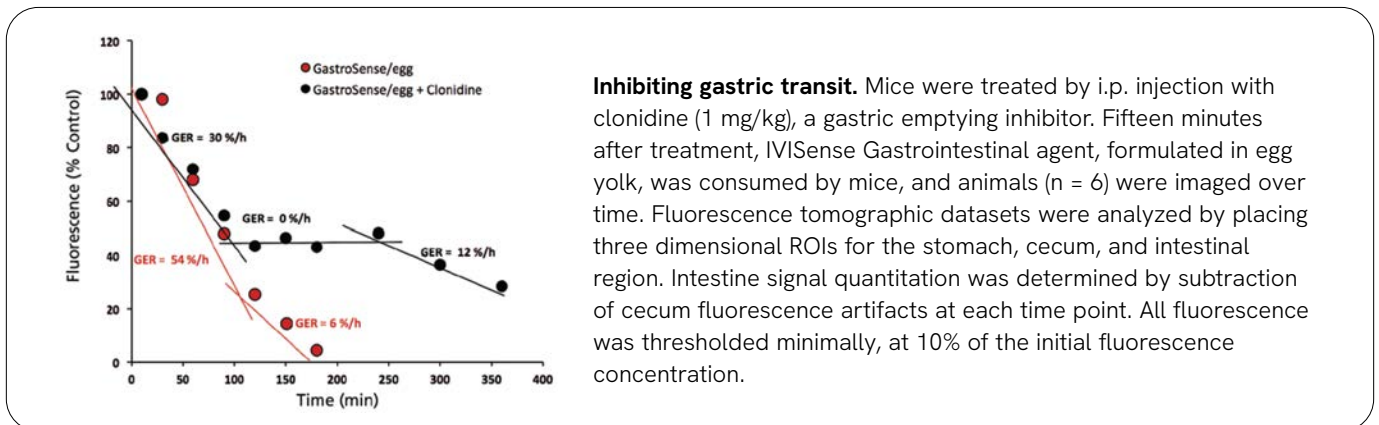 120
100
80
60
40
20
0
Fluorescence (% Control)
GastroSense/egg
GastroSense/egg + Clonidine
GER = 30 %/h
GER = 0 %/h
GER = 54 %/h
GER = 12 %/h
GER = 6 %/h
0 50 100 150 200 250 300 350 400
Time (min)
Inhibiting gastric transit. Mice were treated by i.p. injection with
clonidine (1 mg/kg), a gastric emptying inhibitor. Fifteen minutes
after treatment, IVISense Gastrointestinal agent, formulated in egg
yolk, was consumed by mice, and animals (n = 6) were imaged over
time. Fluorescence tomographic datasets were analyzed by placing
three dimensional ROIs for the stomach, cecum, and intestinal
region. Intestine signal quantitation was determined by subtraction
of cecum fluorescence artifacts at each time point. All fluorescence
was thresholded minimally, at 10% of the initial fluorescence
concentration.